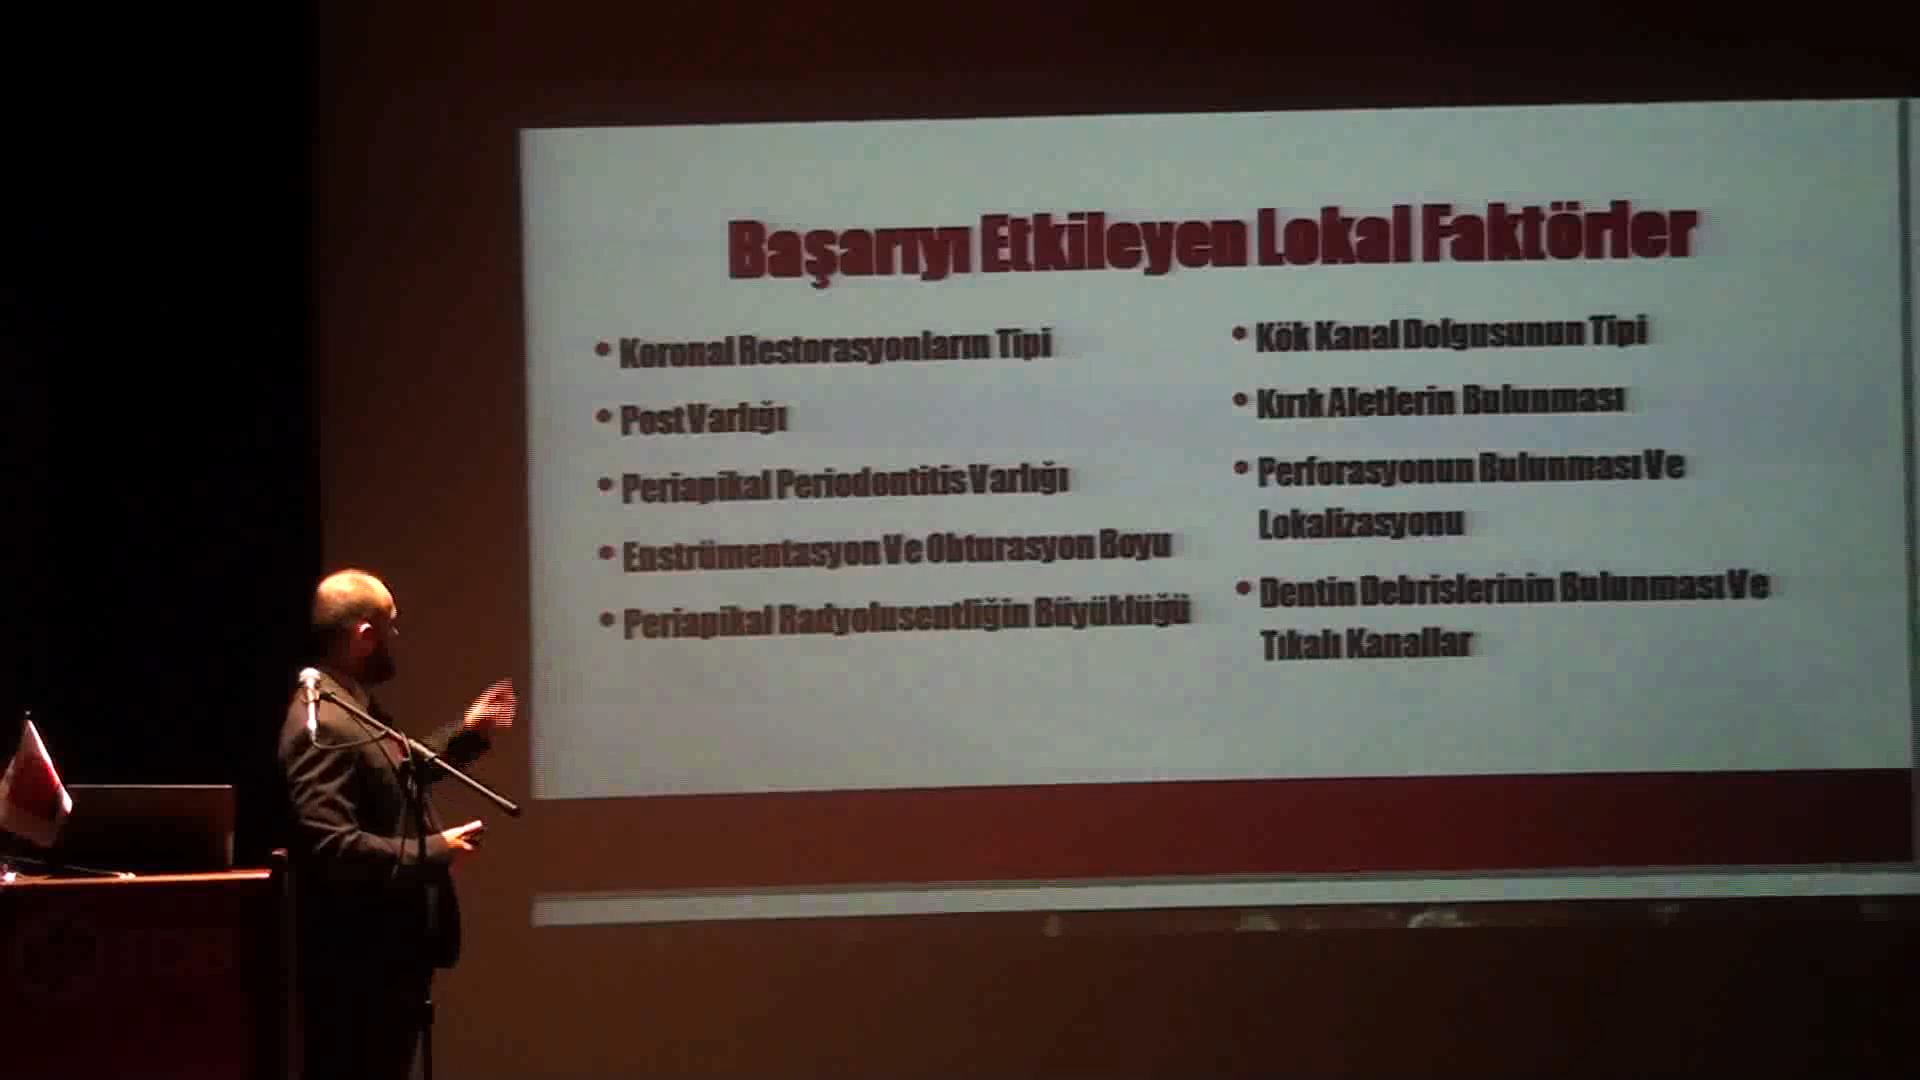 Başarıyı Etkileyen Lokal Faktörler
• Koronal Restorasyonların Tipi
• Post Varlığı
• Periapikal Periodontitis Varlığı
• Enstrümentasyon Ve Obturasyon Boyu
• Periapikal Radyolusentliğin Büyüklüğü
• Kök Kanal Dolgusunun Tipi
• Kırık Aletlerin Bulunması
• Perforasyonun Bulunması Ve
Lokalizasyonu
• Dentin Debrislerinin Bulunması Ve
Tıkalı Kanallar
TDB